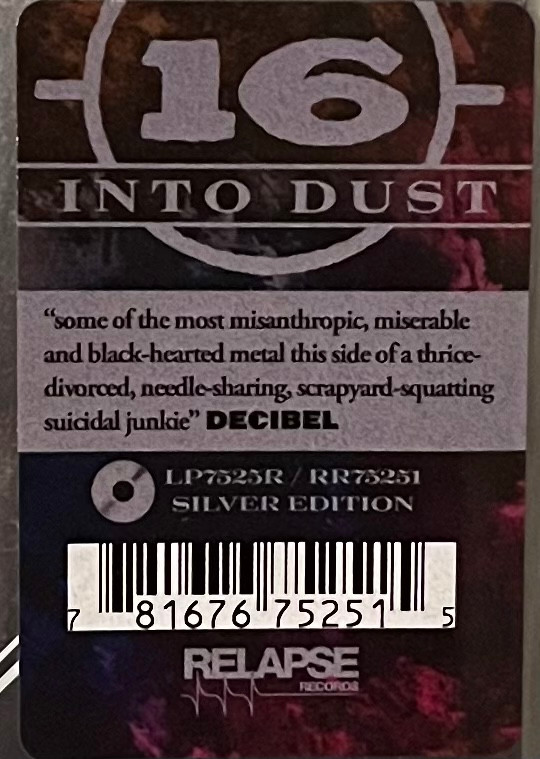 16
INTO DUST
“some of the most misanthropic, miserable
and black-hearted metal this side of a thrice-
divorced, needle-sharing, scrapyard-squatting
suicidal junkie” DECIBEL
LP7525R / RR75251
SILVER EDITION
7 81676 75251 5
RELAPSE
RECORDS